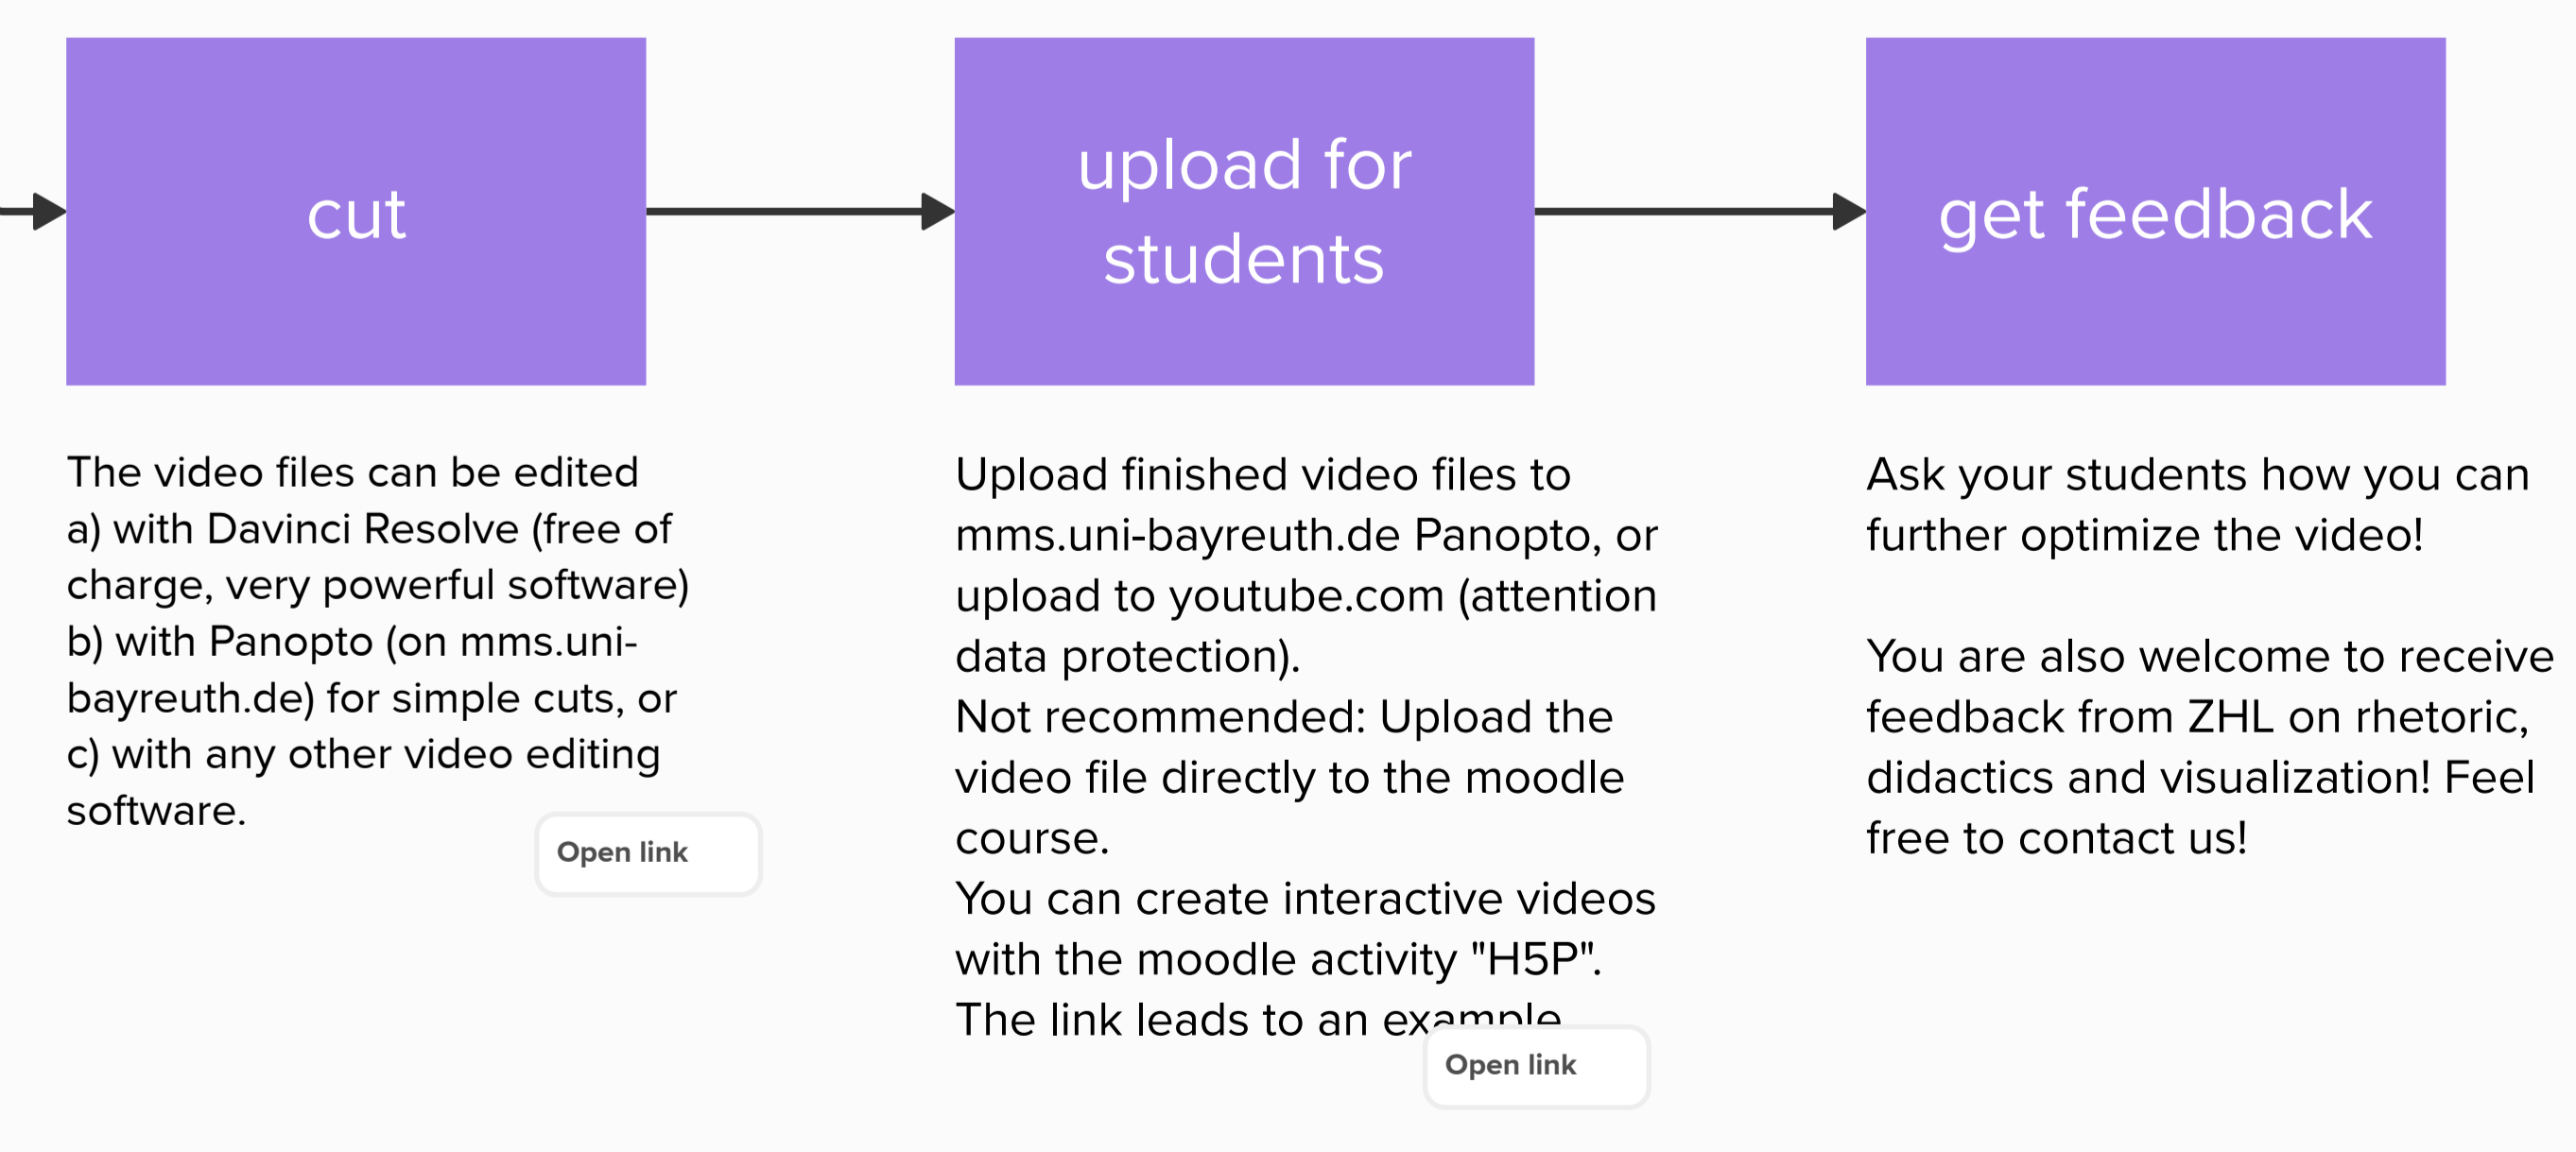 cut
The video files can be edited
a) with Davinci Resolve (free of
charge, very powerful software)
b) with Panopto (on mms.uni-
bayreuth.de) for simple cuts, or
c) with any other video editing
software.
Open link
upload for
students
Upload finished video files to
mms.uni-bayreuth.de Panopto, or
upload to youtube.com (attention
data protection).
Not recommended: Upload the
video file directly to the moodle
course.
You can create interactive videos
with the moodle activity "H5P".
The link leads to an example
Open link
get feedback
Ask your students how you can
further optimize the video!
You are also welcome to receive
feedback from ZHL on rhetoric,
didactics and visualization! Feel
free to contact us!